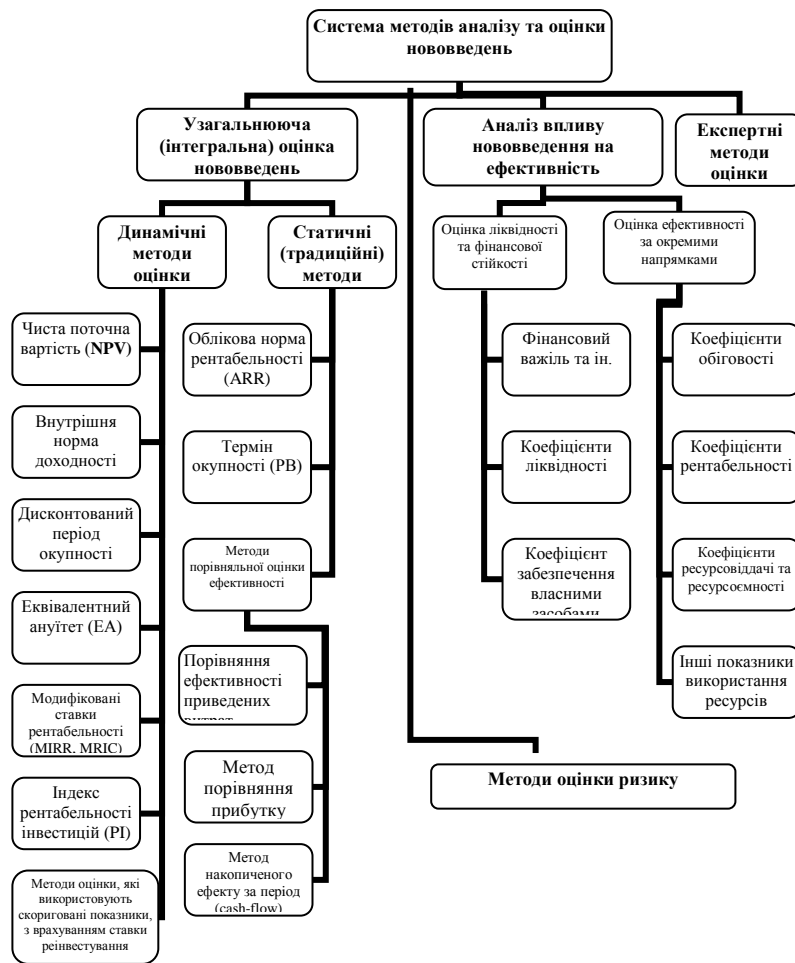 Система методів аналізу та оцінки
нововведень
Узагальнююча
(інтегральна) оцінка
нововведень
Аналіз впливу
нововведення на
ефективність
Експертні
методи
оцінки
Динамічні
методи
оцінки
Статичні
(традиційні)
методи
Оцінка ліквідності
та фінансової
стійкості
Оцінка ефективності
за окремими
напрямками
Чиста поточна
вартість (NPV)
Внутрішня
норма
доходності
Дисконтований
період
окупності
Еквівалентний
ануїтет (EA)
Модифіковані
ставки
рентабельності
(MIRR, MRIC)
Індекс
рентабельності
інвестицій (PI)
Методи оцінки, які
використовують
скориговані показники,
з врахуванням ставки
реінвестування
Облікова норма
рентабельності
(ARR)
Термін
окупності (PB)
Методи
порівняльної оцінки
ефективності
Порівняння
ефективності
приведених
витрат
Метод
порівняння
прибутку
Метод
накопиченого
ефекту за період
(cash-flow)
Фінансовий
важіль та ін.
Коефіцієнти
ліквідності
Коефіцієнт
забезпечення
власними
засобами
Коефіцієнти
обіговості
Коефіцієнти
рентабельності
Коефіцієнти
ресурсовіддачі та
ресурсоємності
Інші показники
використання
ресурсів
Методи оцінки ризику